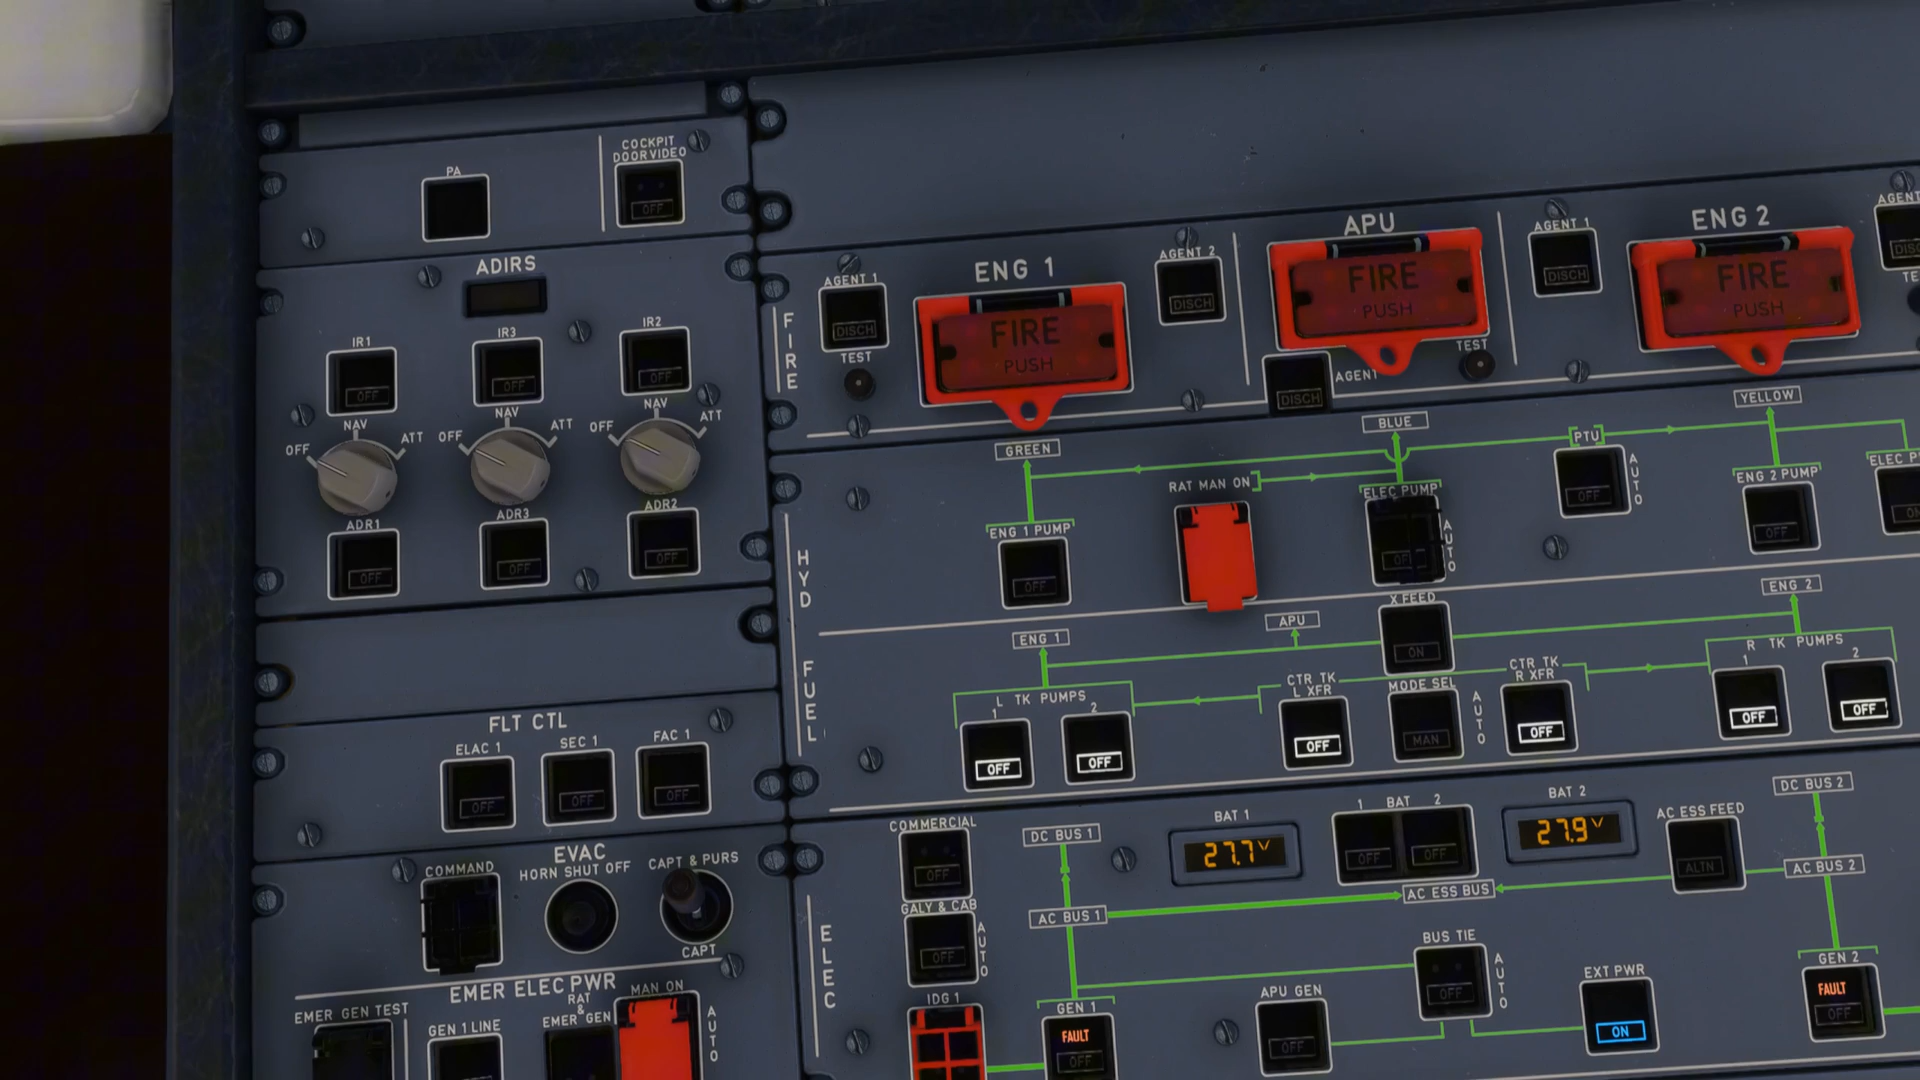 PA
COCKPIT
DOOR VIDEO
OFF
ADIRS
IR1
OFF
IR3
OFF
IR2
OFF
OFF NAV ATT
OFF NAV ATT
OFF NAV ATT
ADR1
OFF
ADR3
OFF
ADR2
OFF
FLT CTL
ELAC 1
OFF
SEC 1
OFF
FAC 1
OFF
EVAC
COMMAND
HORN SHUT OFF
CAPT & PURS
CAPT
EMER ELEC PWR
EMER GEN TEST
GEN 1 LINE
RAT
&
EMER GEN
MAN ON
AUTO
FIRE
AGENT 1
DISCH
TEST
ENG 1
FIRE
PUSH
AGENT 2
DISCH
APU
FIRE
PUSH
AGENT
DISCH
TEST
AGENT 1
DISCH
ENG 2
FIRE
PUSH
AGENT
HYD
GREEN
BLUE
YELLOW
PTU
OFF
AUTO
RAT MAN ON
ENG 1 PUMP
OFF
ELEC PUMP
AUTO
ENG 2 PUMP
OFF
FUEL
ENG 1
APU
X FEED
ON
ENG 2
L TK PUMPS
1
OFF
2
OFF
CTR TK
L XFR
OFF
MODE SEL
MAN
AUTO
CTR TK
R XFR
OFF
R TK PUMPS
1
OFF
2
OFF
ELEC
COMMERCIAL
OFF
GALY & CAB
OFF
AUTO
DC BUS 1
BAT 1
27.7V
1 BAT 2
OFF
OFF
BAT 2
27.9V
AC ESS FEED
ALTN
DC BUS 2
AC BUS 1
AC ESS BUS
AC BUS 2
IDG 1
GEN 1
FAULT
OFF
APU GEN
OFF
BUS TIE
OFF
AUTO
EXT PWR
ON
GEN 2
FAULT
OFF